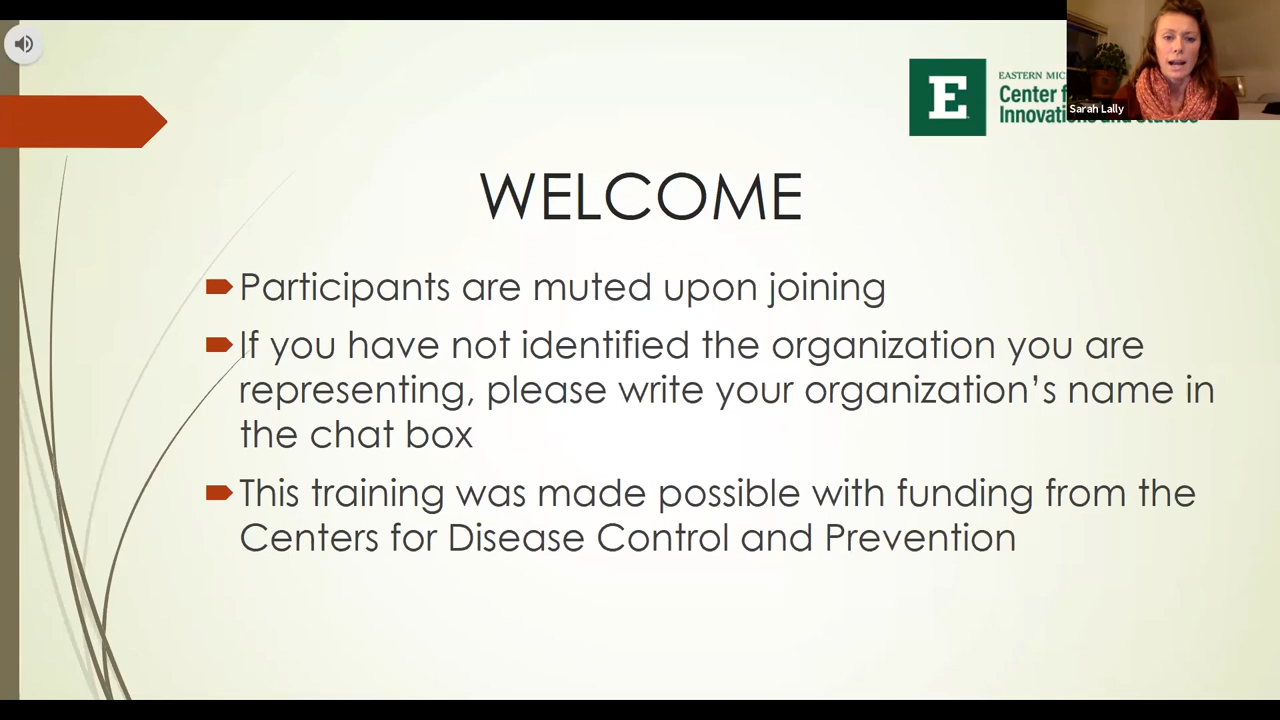 E
EASTERN
Center
Sarah Lally
WELCOME
Participants are muted upon joining
If you have not identified the organization you are
representing, please write your organization’s name in
the chat box
This training was made possible with funding from the
Centers for Disease Control and Prevention